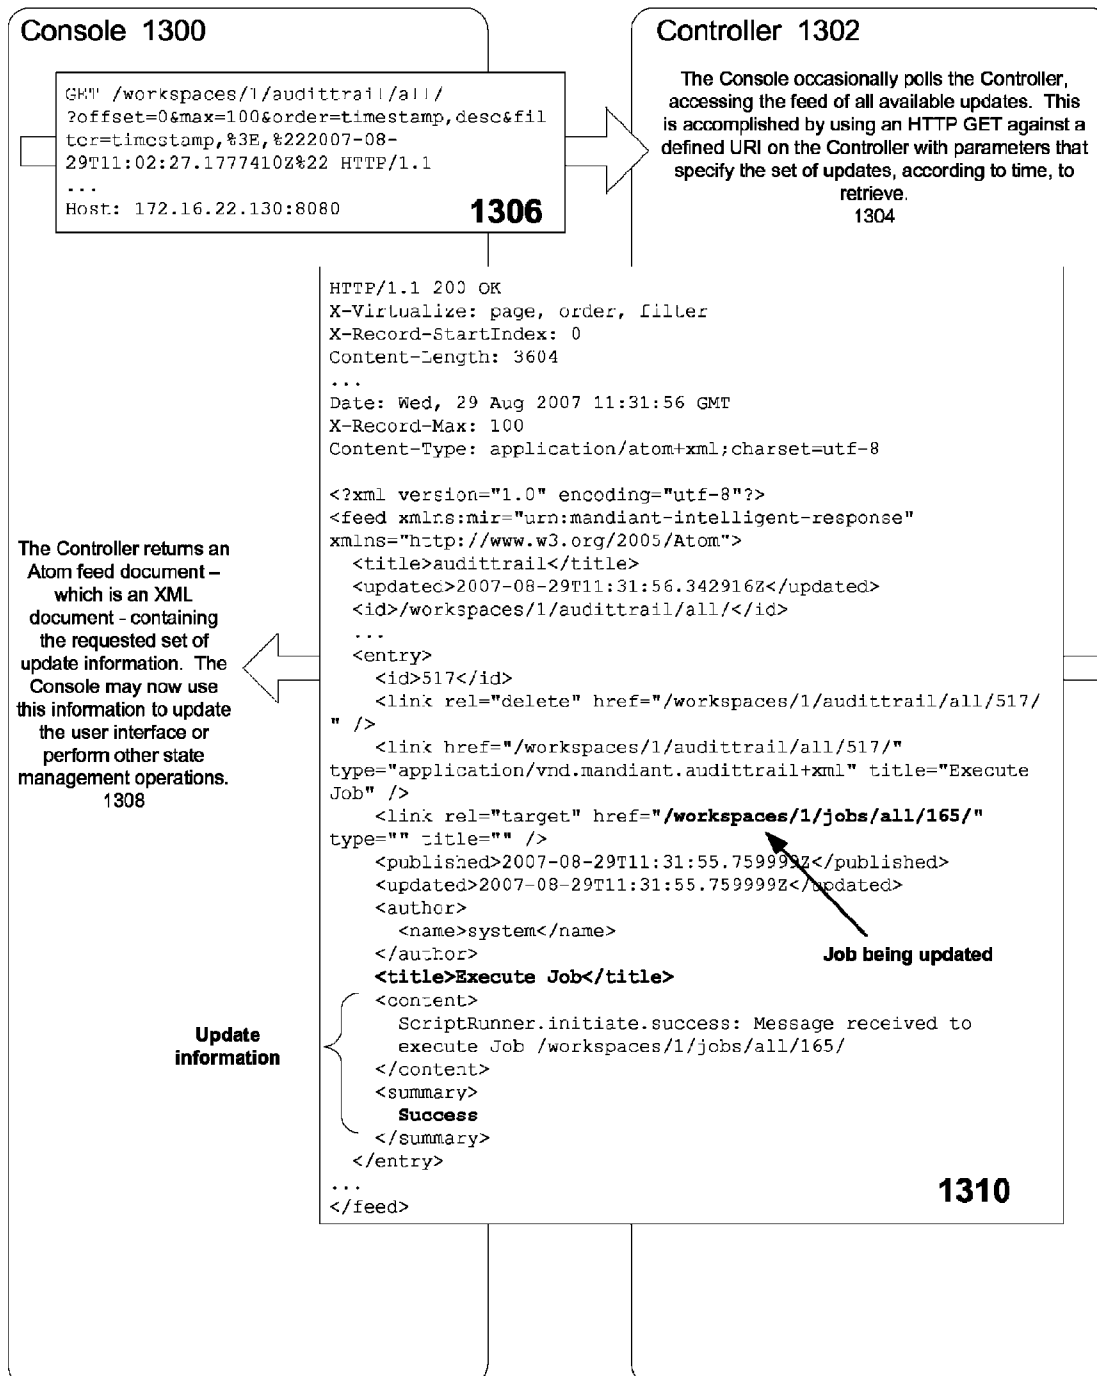 Console 1300
Controller 1302
GET /workspaces/1/audittrail/all/
?offset=0&max=100&order=timestamp,desc&fil
ter=timestamp,%3E,%222007-08-
29T11:02:27.1777410Z%22 HTTP/1.1
...
Host: 172.16.22.130:8080
1306
The Console occasionally polls the Controller,
accessing the feed of all available updates. This
is accomplished by using an HTTP GET against a
defined URI on the Controller with parameters that
specify the set of updates, according to time, to
retrieve.
1304
HTTP/1.1 200 OK
X-Virtualize: page, order, filter
X-Record-StartIndex: 0
Content-Length: 3604
...
Date: Wed, 29 Aug 2007 11:31:56 GMT
X-Record-Max: 100
Content-Type: application/atom+xml;charset=utf-8
<?xml version="1.0" encoding="utf-8"?>
<feed xmlns:mir="urn:mandiant-intelligent-response"
xmlns="http://www.w3.org/2005/Atom">
<title>audittrail</title>
<updated>2007-08-29T11:31:56.342916Z</updated>
<id>/workspaces/1/audittrail/all/</id>
...
<entry>
<id>517</id>
<link rel="delete" href="/workspaces/1/audittrail/all/517/
" />
<link href="/workspaces/1/audittrail/all/517/"
type="application/vnd.mandiant.audittrail+xml" title="Execute
Job" />
<link rel="target" href="/workspaces/1/jobs/all/165/"
type="" title="" />
<published>2007-08-29T11:31:55.759999Z</published>
<updated>2007-08-29T11:31:55.759999Z</updated>
<author>
<name>system</name>
</author>
<title>Execute Job</title>
<content>
ScriptRunner.initiate.success: Message received to
execute Job /workspaces/1/jobs/all/165/
</content>
<summary>
Success
</summary>
</entry>
...
</feed>
1310
The Controller returns an
Atom feed document –
which is an XML
document - containing
the requested set of
update information. The
Console may now use
this information to update
the user interface or
perform other state
management operations.
1308
Job being updated
Update
information